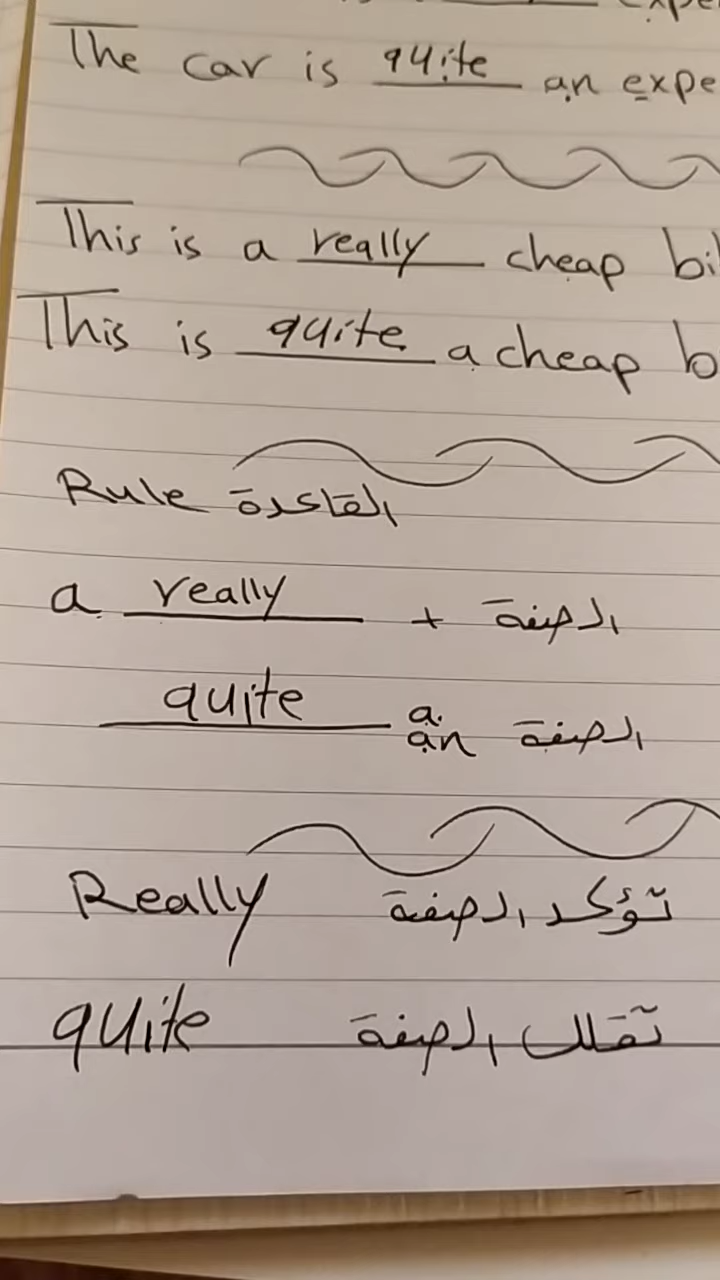 The car is quite an expe
This is a really cheap bi
This is quite a cheap b
Rule القاعدة
a really + الصفة
quite a
an الصفة
Really تؤكد الصفة
quite تقلل الصفة